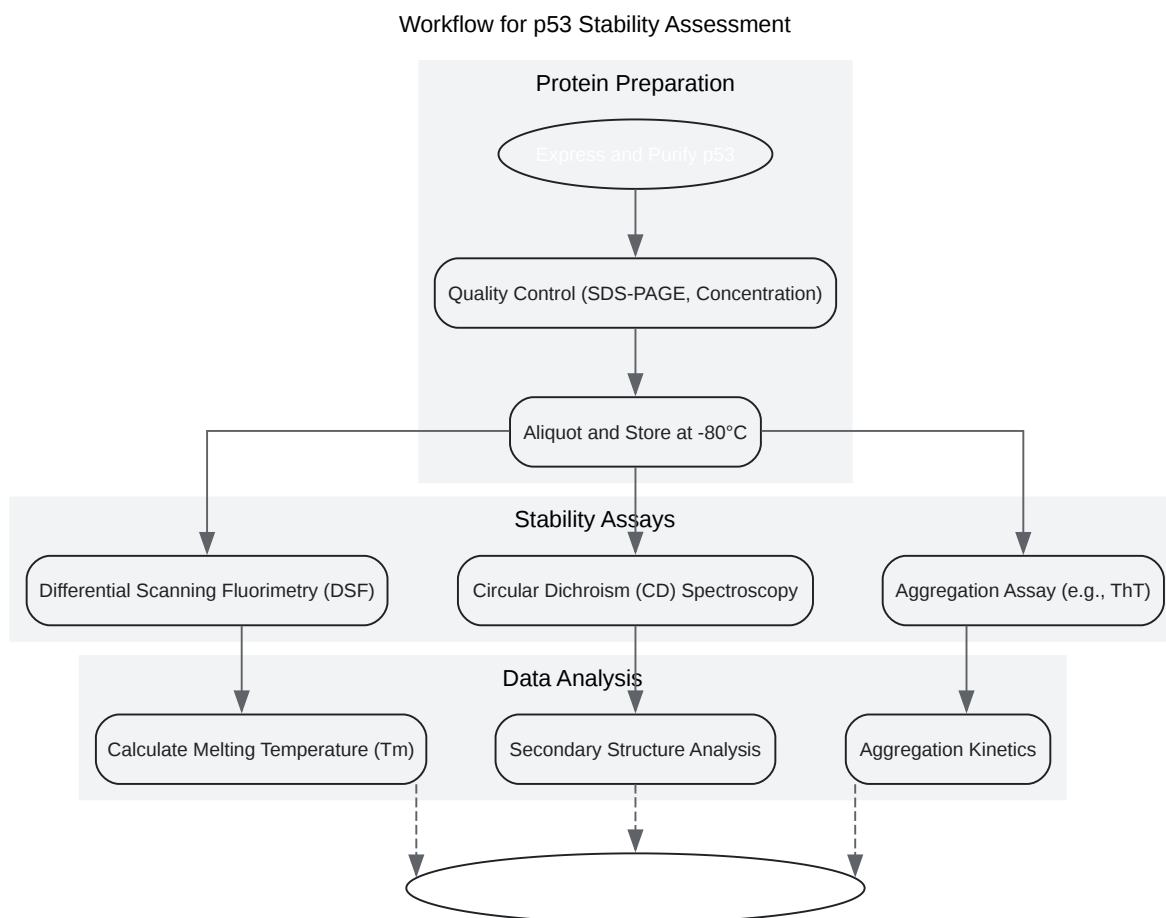 Workflow for p53 Stability Assessment
Protein Preparation
Express and Purify p53
Quality Control (SDS-PAGE, Concentration)
Aliquot and Store at -80°C
Stability Assays
Differential Scanning Fluorimetry (DSF)
Circular Dichroism (CD) Spectroscopy
Aggregation Assay (e.g., ThT)
Data Analysis
Calculate Melting Temperature (Tm)
Secondary Structure Analysis
Aggregation Kinetics